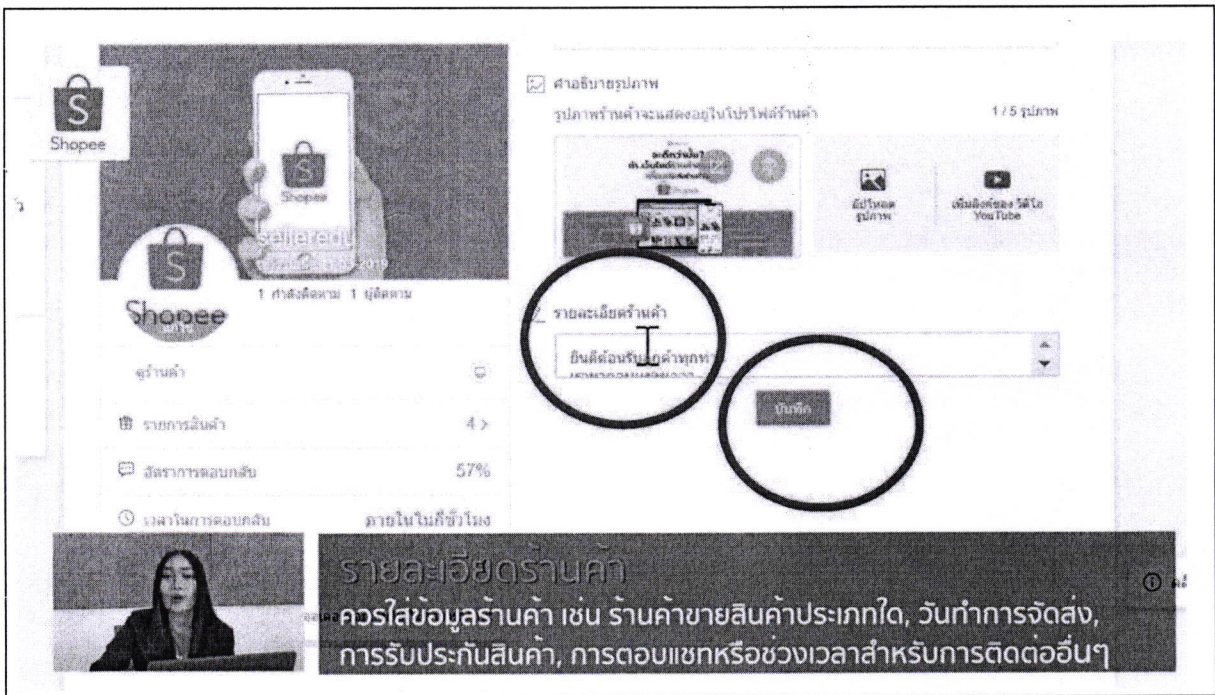 Shopee
Shopee
sellereduu
1 กำลังติดตาม 1 ผู้ติดตาม
Shopee
แก้ไข
ดูร้านค้า
รายการสินค้า 4 >
อัตราการตอบกลับ 57%
เวลาในการตอบกลับ ภายในไม่กี่ชั่วโมง
คำอธิบายรูปภาพ
รูปภาพร้านค้าจะแสดงอยู่ในโปรไฟล์ร้านค้า 1 / 5 รูปภาพ
อัปโหลด
รูปภาพ
เพิ่มลิงค์ของ วิดีโอ
YouTube
รายละเอียดร้านค้า
ยินดีต้อนรับลูกค้าทุกท่า
บันทึก
รายละเอียดร้านค้า
ควรใส่ข้อมูลร้านค้า เช่น ร้านค้าขายสินค้าประเภทใด, วันทำการจัดส่ง,
การรับประกันสินค้า, การตอบแชทหรือช่วงเวลาสำหรับการติดต่ออื่นๆ